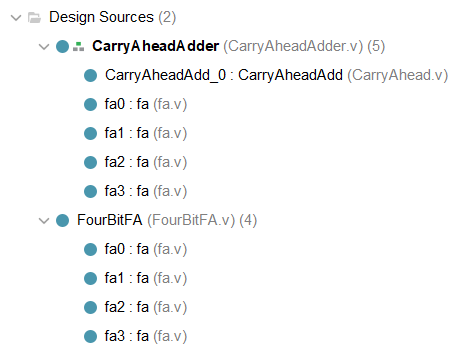 Design Sources (2)
CarryAheadAdder (CarryAheadAdder.v) (5)
CarryAheadAdd_0 : CarryAheadAdd (CarryAhead.v)
fa0 : fa (fa.v)
fa1 : fa (fa.v)
fa2 : fa (fa.v)
fa3 : fa (fa.v)
FourBitFA (FourBitFA.v) (4)
fa0 : fa (fa.v)
fa1 : fa (fa.v)
fa2 : fa (fa.v)
fa3 : fa (fa.v)